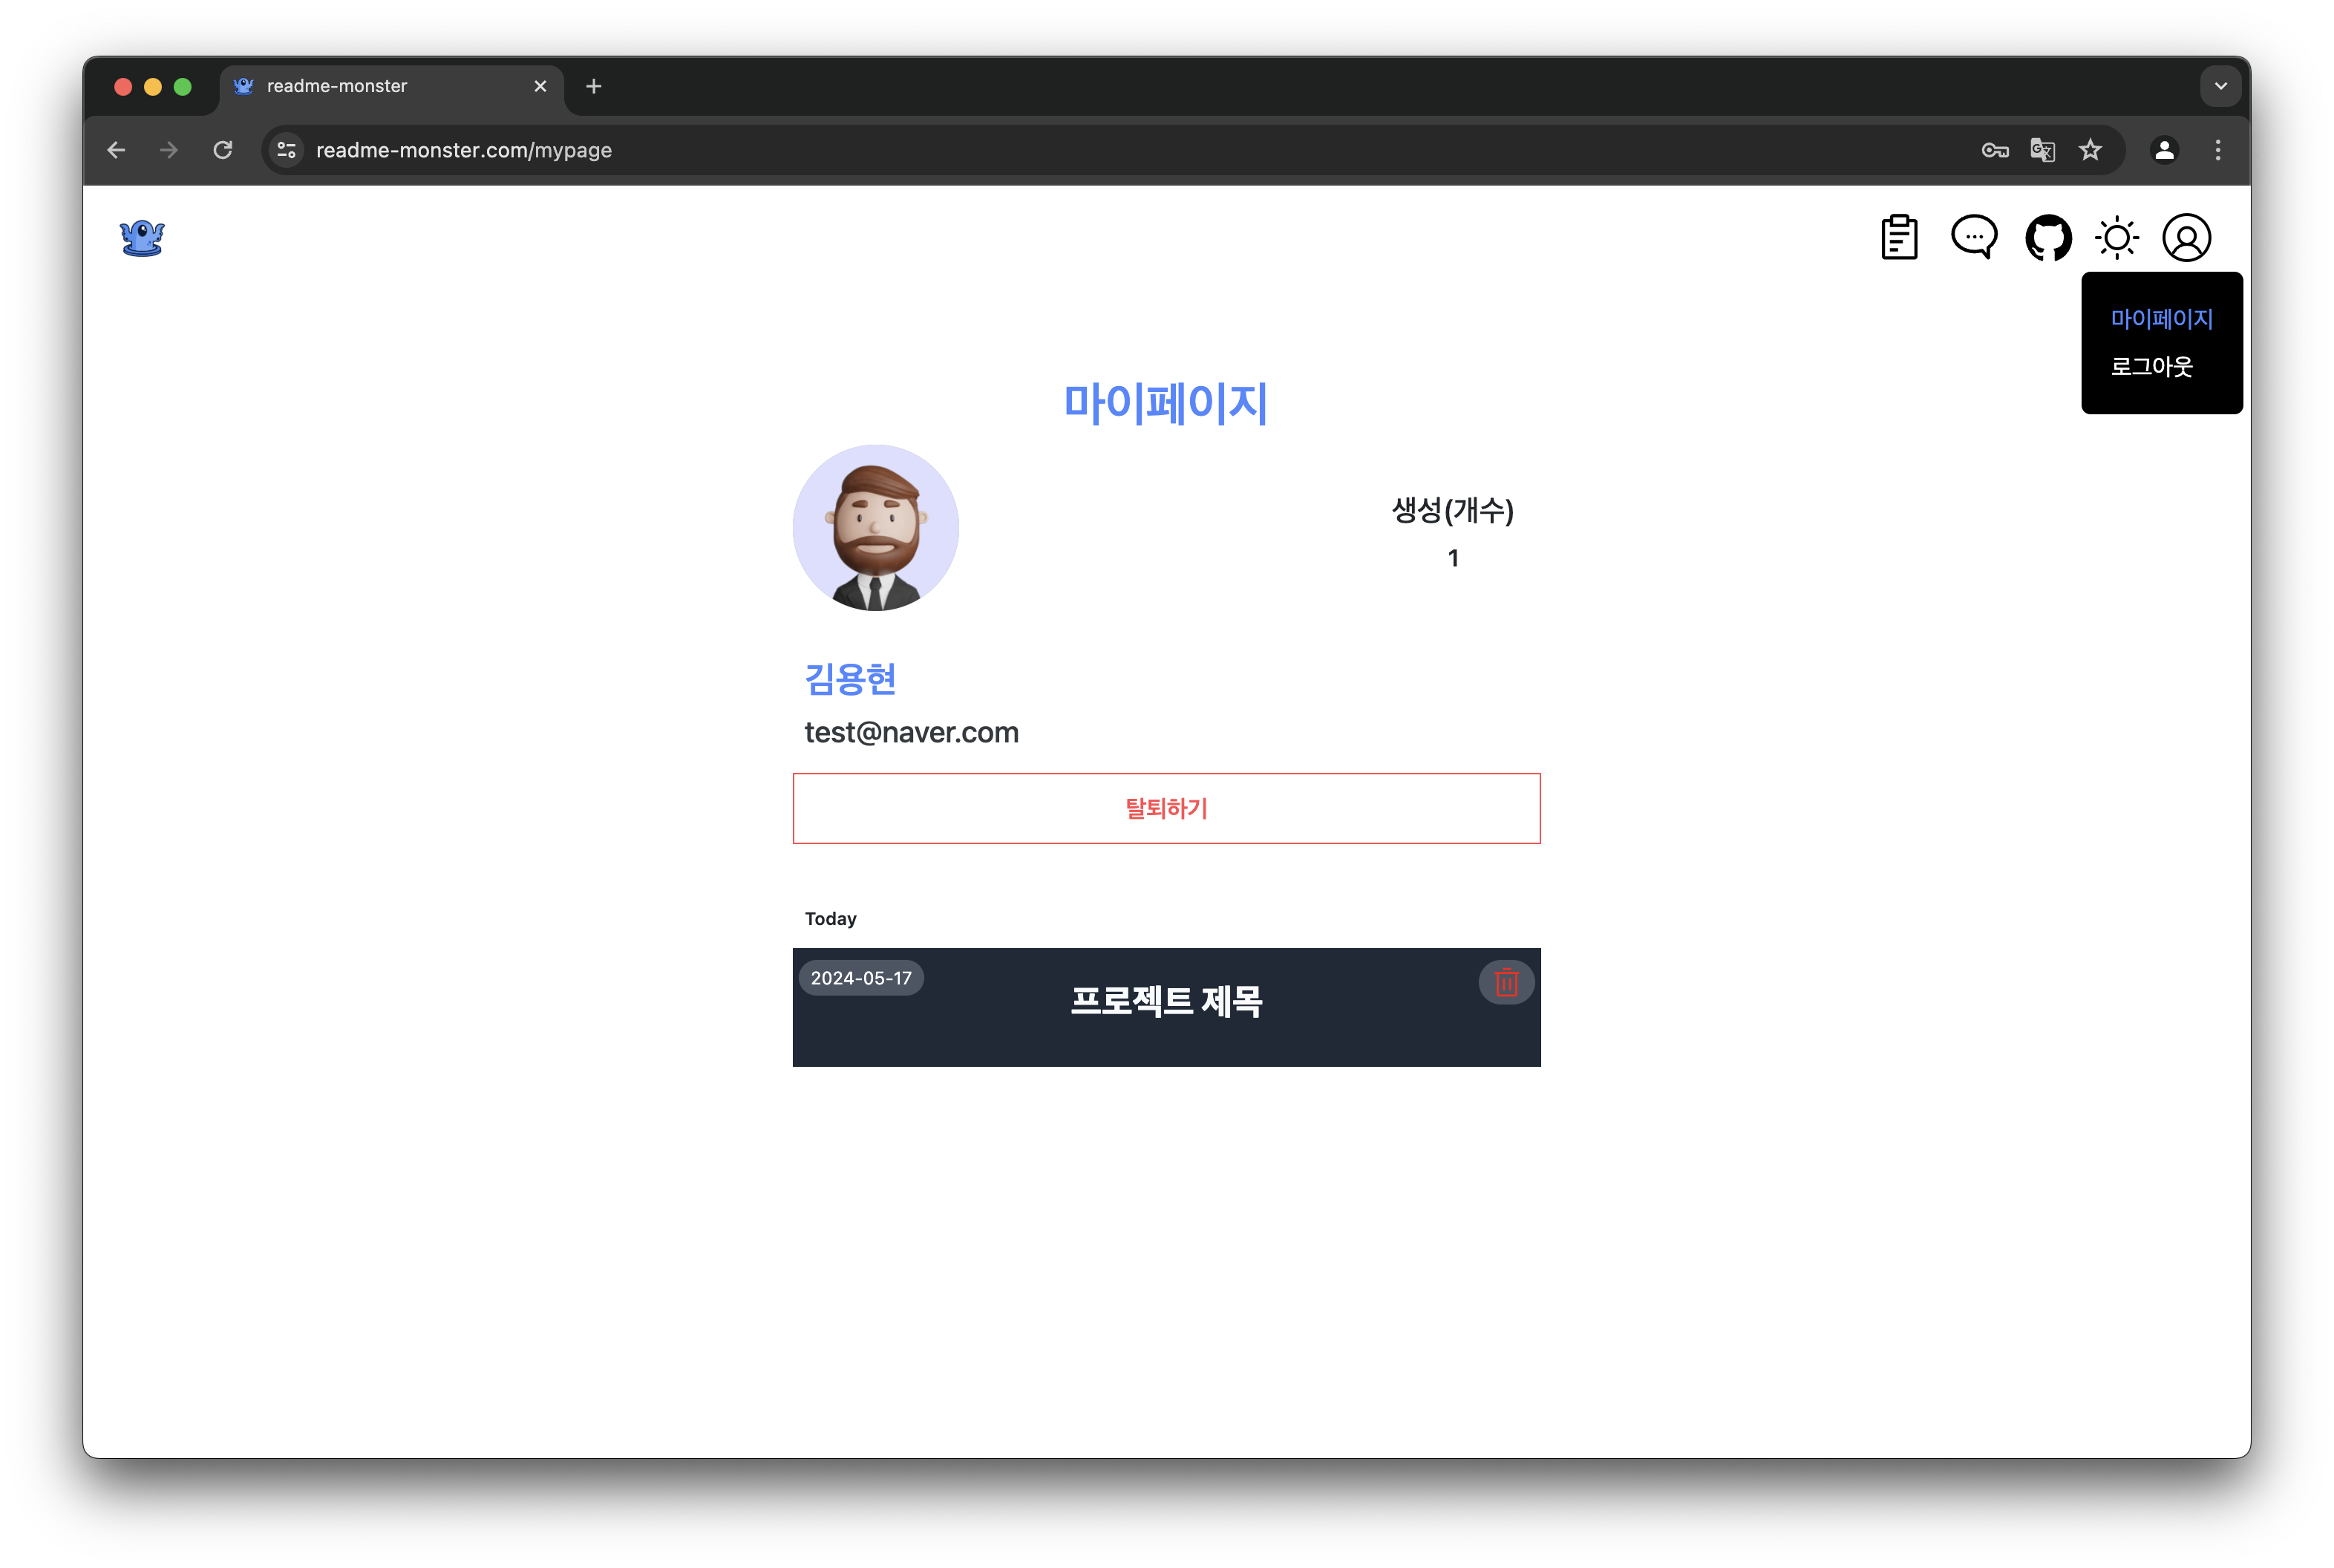 readme-monster
readme-monster.com/mypage
마이페이지
로그아웃
마이페이지
생성(개수)
1
김용현
test@naver.com
탈퇴하기
Today
2024-05-17
프로젝트 제목